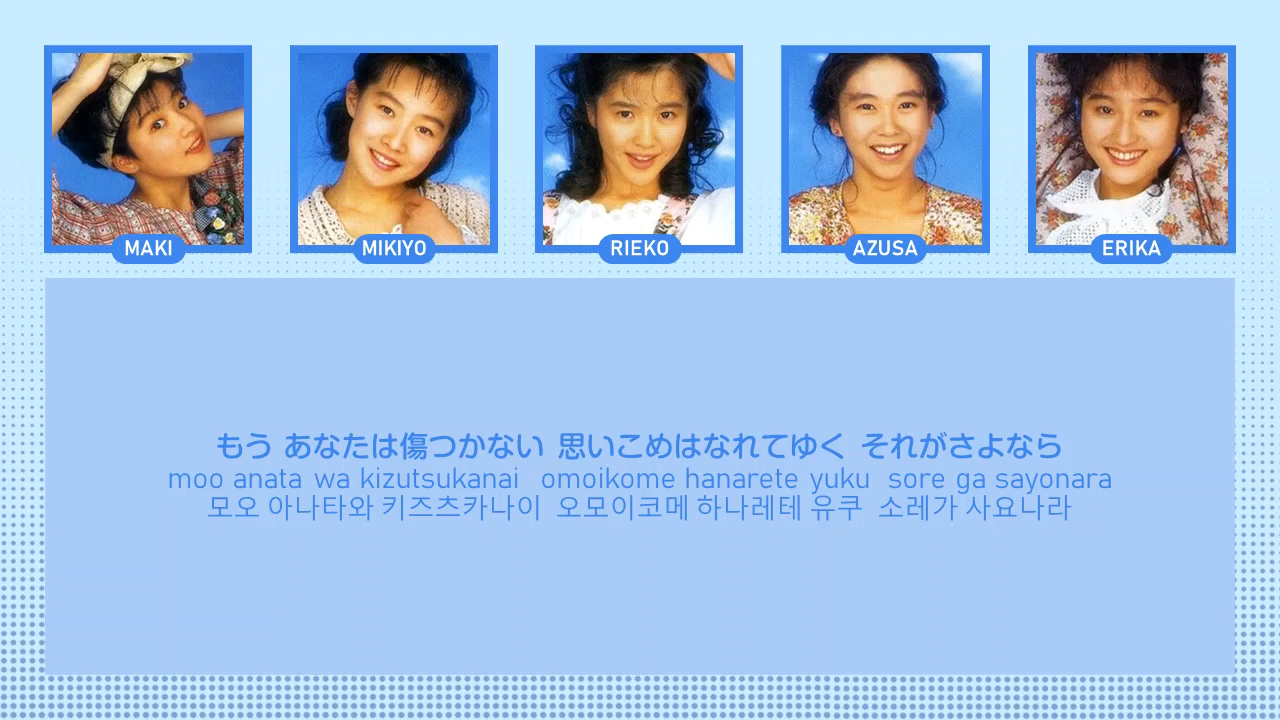 MAKI
MIKIYO
RIEKO
AZUSA
ERIKA
もう あなたは傷つかない 思いこめはなれてゆく それがさよなら
moo anata wa kizutsukanai omoikome hanarete yuku sore ga sayonara
모오 아나타와 키즈츠카나이 오모이코메 하나레테 유쿠 소레가 사요나라